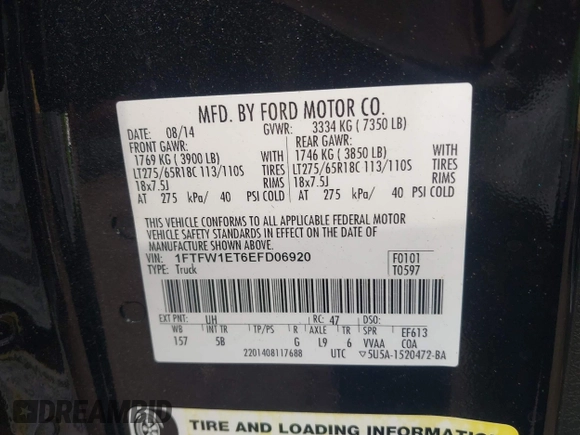 MFD. BY FORD MOTOR CO.
DATE: 08/14 GVWR: 3334 KG ( 7350 LB)
FRONT GAWR: REAR GAWR:
1769 KG (3900 LB) WITH 1746 KG ( 3850 LB) WITH
LT275/65R18C 113/110S TIRES LT275/65R18C 113/110S TIRES
18x7.5J RIMS 18x7.5J RIMS
AT 275 kPa/ 40 PSI COLD AT 275 kPa/ 40 PSI COLD
THIS VEHICLE CONFORMS TO ALL APPLICABLE FEDERAL MOTOR
VEHICLE SAFETY STANDARDS IN EFFECT ON THE DATE OF
MANUFACTURE SHOWN ABOVE.
VIN: 1FTFW1ET6EFD06920 F0101
TYPE: Truck T0597
EXT PNT: UH RC: 47 DSO:
WB INT TR TP/PS R AXLE TR SPR EF613
157 5B G L9 6 VVAA COA
2201408117688 UTC ▽5U5A-1520472-BA
TIRE AND LOADING INFORMATION
DREAMBID